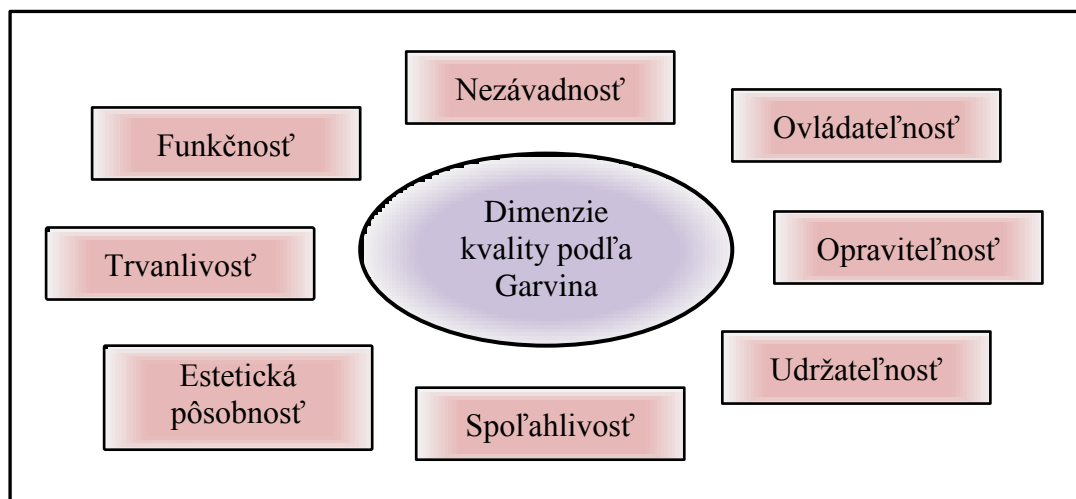 Nezávadnosť
Ovládateľnosť
Funkčnosť
Dimenzie
kvality podľa
Garvina
Opraviteľnosť
Trvanlivosť
Udržateľnosť
Estetická
pôsobnosť
Spoľahlivosť